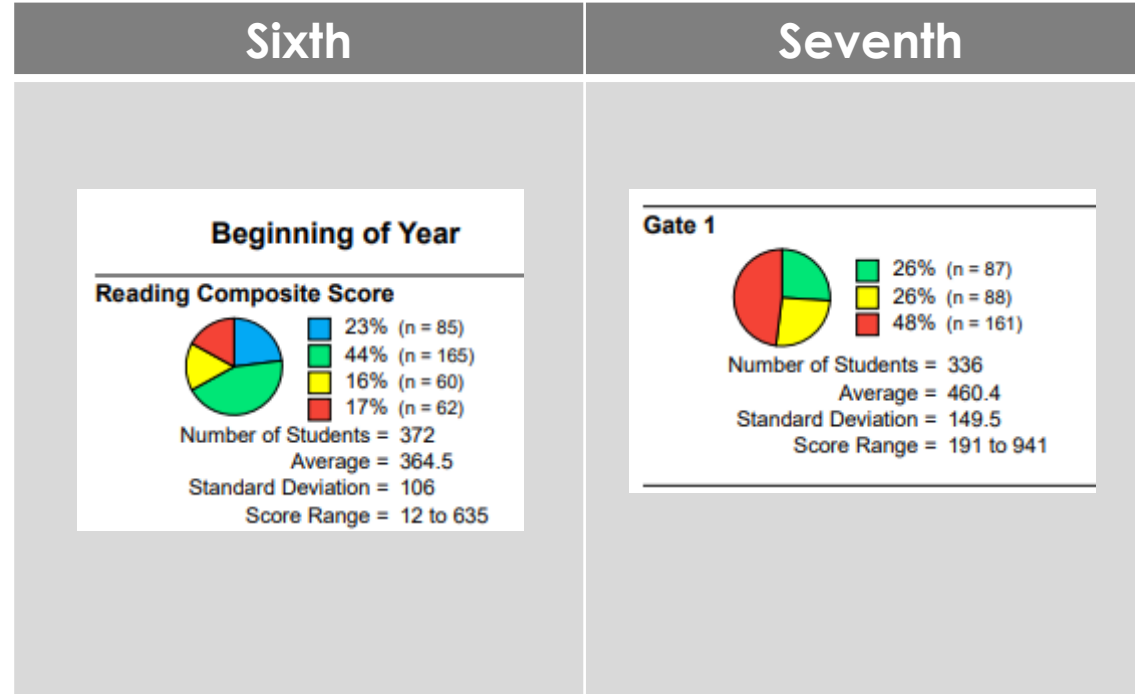 Sixth
Seventh
Beginning of Year
Reading Composite Score
23% (n = 85)
44% (n = 165)
16% (n = 60)
17% (n = 62)
Number of Students = 372
Average = 364.5
Standard Deviation = 106
Score Range = 12 to 635
Gate 1
26% (n = 87)
26% (n = 88)
48% (n = 161)
Number of Students = 336
Average = 460.4
Standard Deviation = 149.5
Score Range = 191 to 941